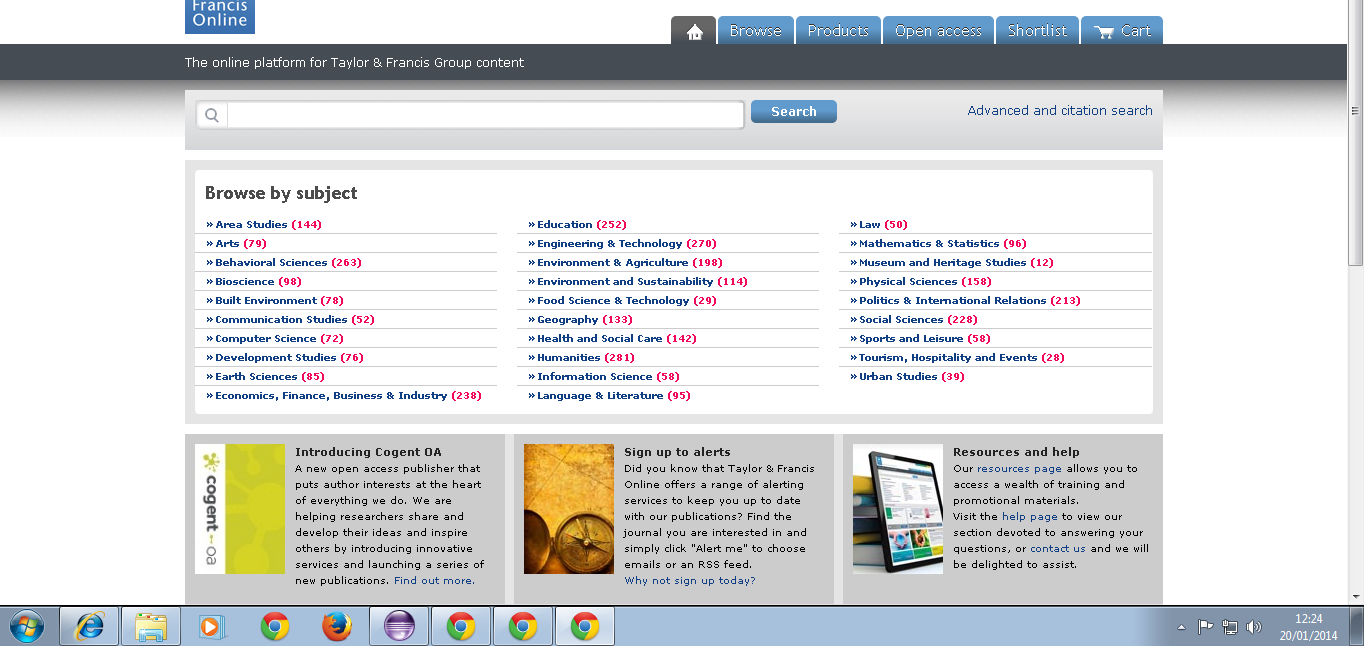 Francis
Online
Browse
Products
Open access
Shortlist
Cart
The online platform for Taylor & Francis Group content
Search
Advanced and citation search
Browse by subject
» Area Studies (144)
» Arts (79)
» Behavioral Sciences (263)
» Bioscience (98)
» Built Environment (78)
» Communication Studies (52)
» Computer Science (72)
» Development Studies (76)
» Earth Sciences (85)
» Economics, Finance, Business & Industry (238)
» Education (252)
» Engineering & Technology (270)
» Environment & Agriculture (198)
» Environment and Sustainability (114)
» Food Science & Technology (29)
» Geography (133)
» Health and Social Care (142)
» Humanities (281)
» Information Science (58)
» Language & Literature (95)
» Law (50)
» Mathematics & Statistics (96)
» Museum and Heritage Studies (12)
» Physical Sciences (158)
» Politics & International Relations (213)
» Social Sciences (228)
» Sports and Leisure (58)
» Tourism, Hospitality and Events (28)
» Urban Studies (39)
cogent oa
Introducing Cogent OA
A new open access publisher that
puts author interests at the heart
of everything we do. We are
helping researchers share and
develop their ideas and inspire
others by introducing innovative
services and launching a series of
new publications. Find out more.
Sign up to alerts
Did you know that Taylor & Francis
Online offers a range of alerting
services to keep you up to date
with our publications? Find the
journal you are interested in and
simply click "Alert me" to choose
emails or an RSS feed.
Why not sign up today?
Resources and help
Our resources page allows you to
access a wealth of training and
promotional materials.
Visit the help page to view our
section devoted to answering your
questions, or contact us and we will
be delighted to assist.
12:24
20/01/2014